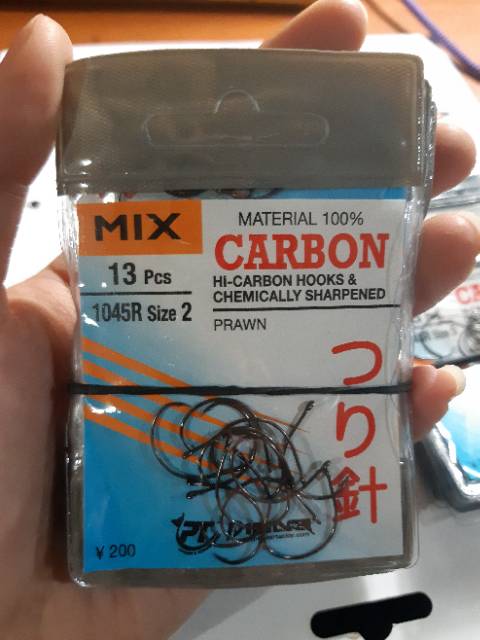 MIX
MATERIAL 100%
CARBON
13 Pcs
HI-CARBON HOOKS &
CHEMICALLY SHARPENED
1045R Size 2
PRAWN
つり針
¥ 200
CA